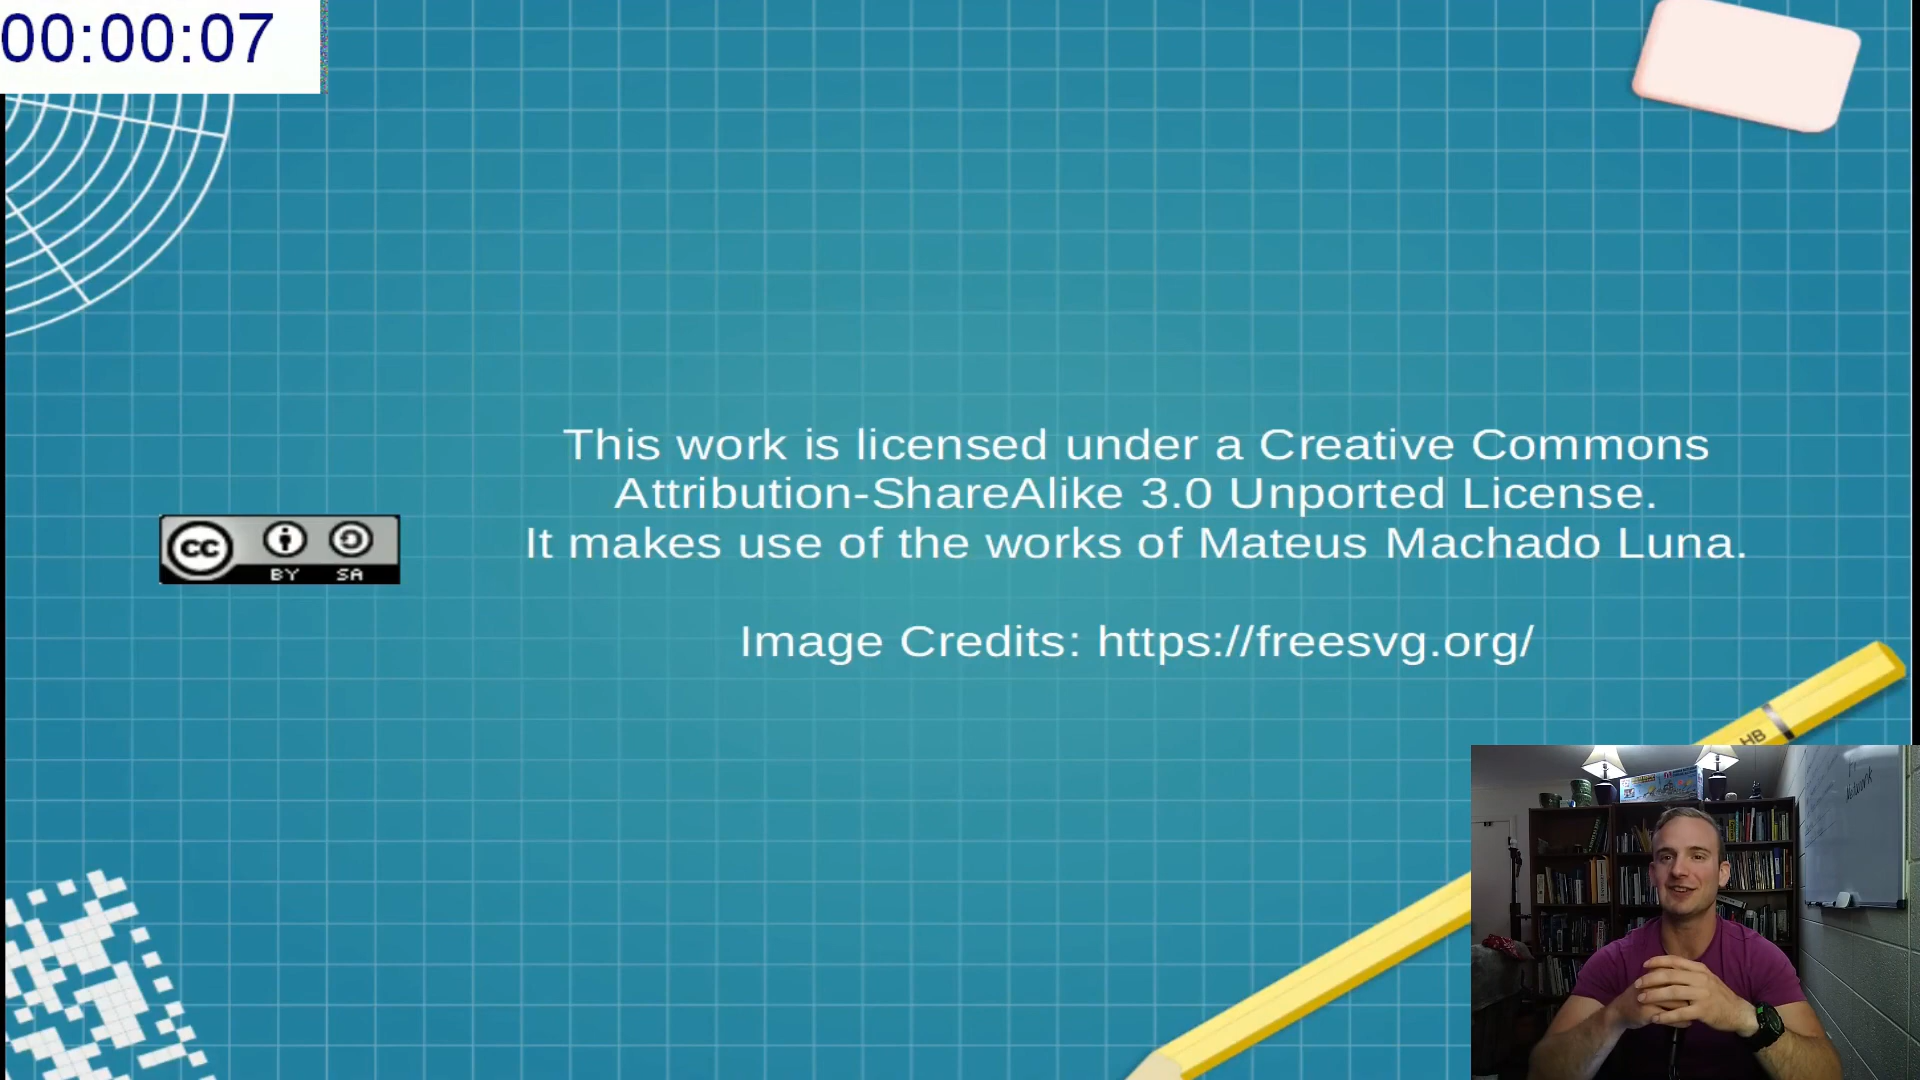 00:00:07
This work is licensed under a Creative Commons
Attribution-ShareAlike 3.0 Unported License.
It makes use of the works of Mateus Machado Luna.
cc
BY SA
Image Credits: https://freesvg.org/
HB
Network